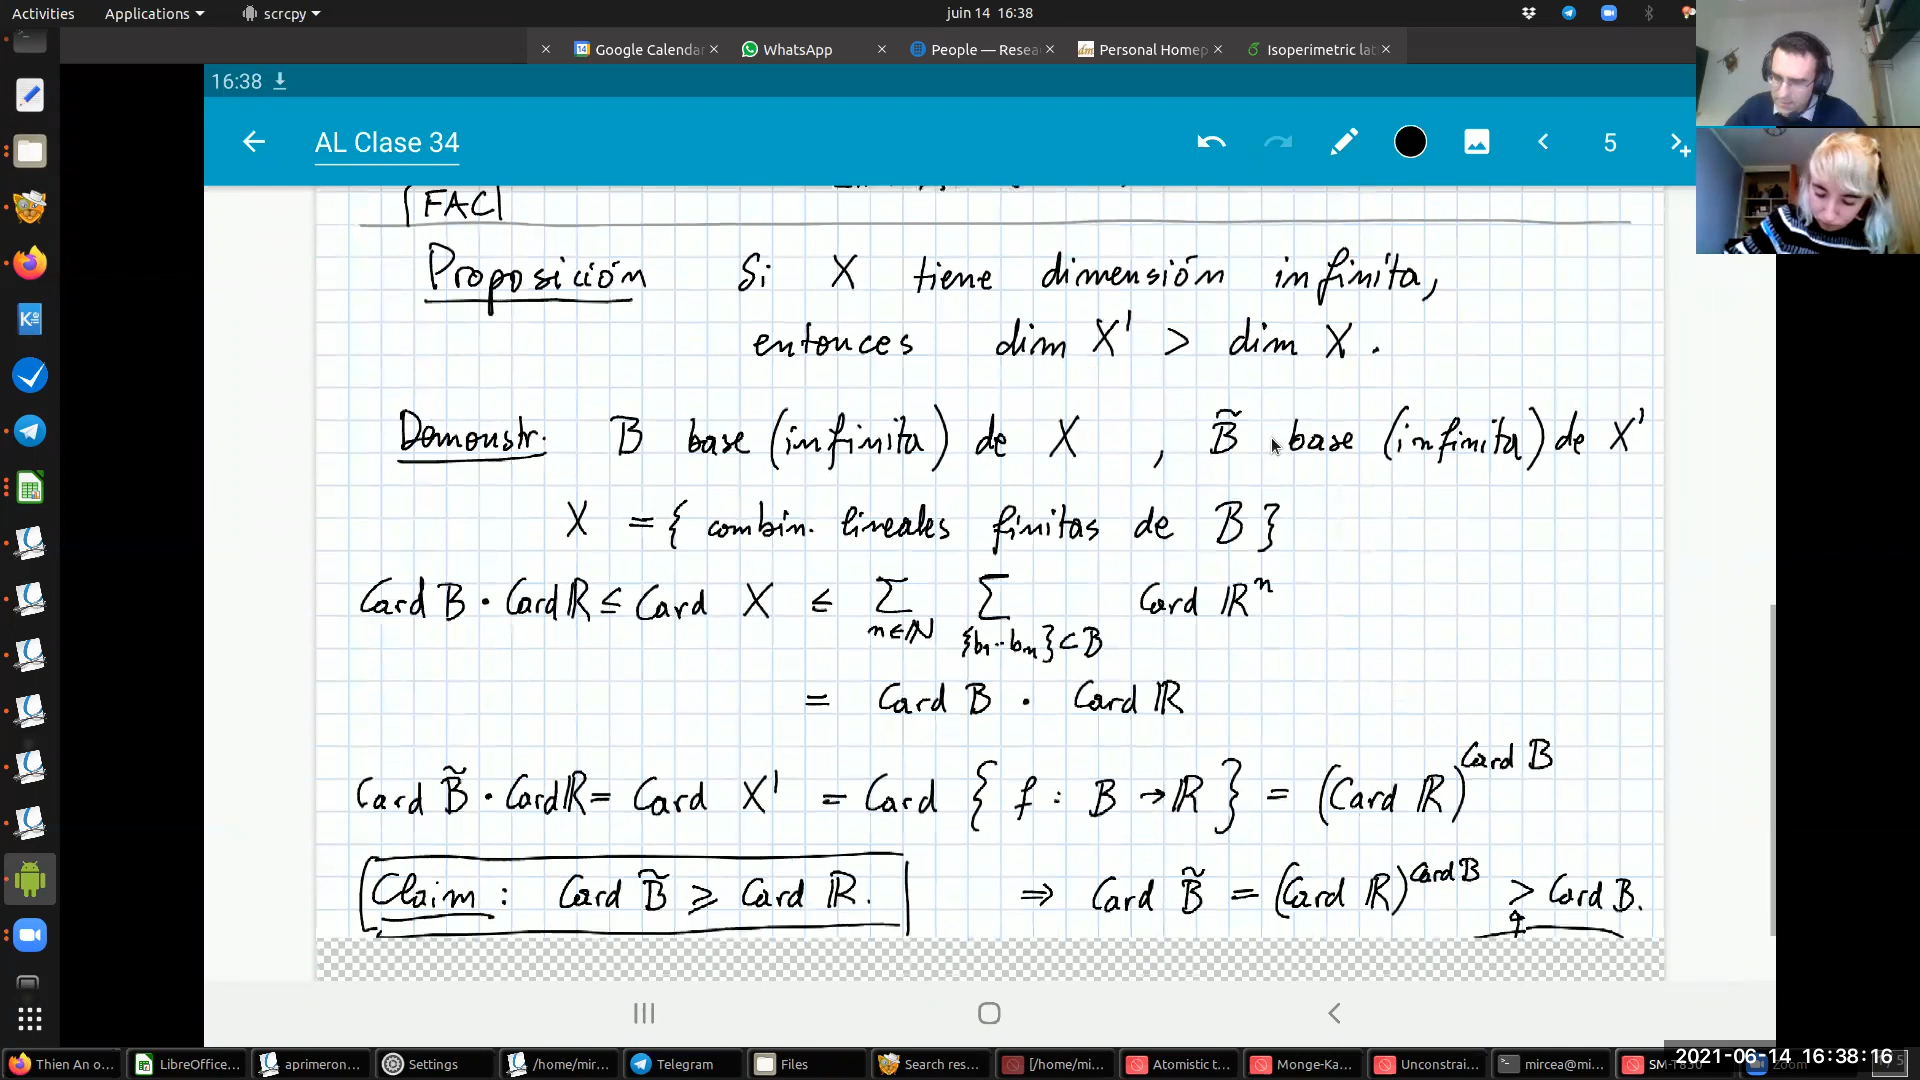 Activities Applications scrcpy juin 14 16:38
Google Calendar WhatsApp People — Resea Personal Homep Isoperimetric lat
16:38
AL Clase 34 5
FAC
Proposición Si X tiene dimensión infinita,
entonces dim X' > dim X.
Demonstr. B base (infinita) de X , B̃ base (infinita) de X'
X = { combin. lineales finitas de B }
Card B · Card ℝ ≤ Card X ≤ Σ_{n∈ℕ} Σ_{{b₁…bₙ}⊂B} Card ℝⁿ
= Card B · Card ℝ
Card B̃ · Card ℝ = Card X' = Card { f : B → ℝ } = (Card ℝ)^{Card B}
Claim : Card B̃ ⩾ Card ℝ. ⇒ Card B̃ = (Card ℝ)^{Card B} > Card B.
Thien An o... LibreOffice... aprimeron... Settings /home/mir... Telegram Files Search res... [/home/mi... Atomistic t... Monge-Ka... Unconstrai... mircea@mi...
2021-06-14 16:38:16